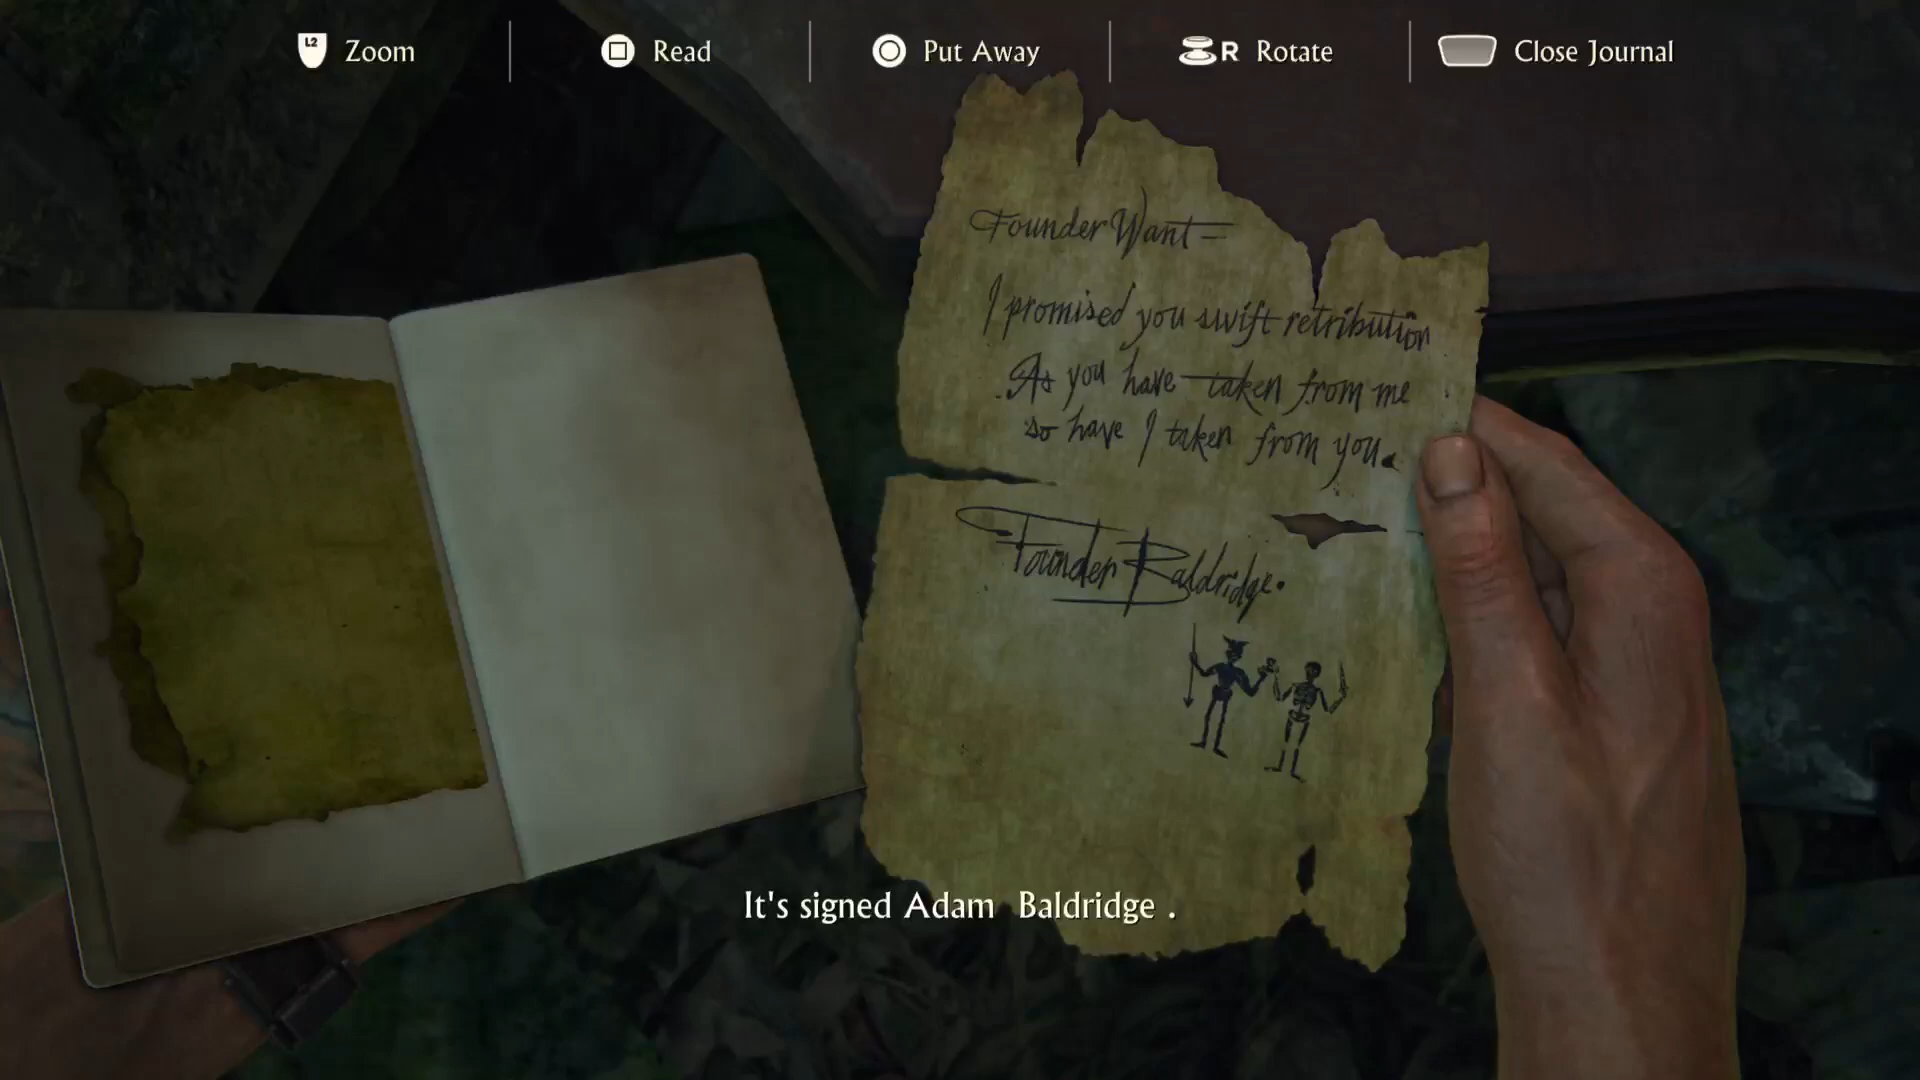 L2 Zoom
Read
Put Away
R Rotate
Close Journal
Founder Want –
I promised you swift retribution
As you have taken from me
so have I taken from you.
Founder Baldridge.
It's signed Adam Baldridge .